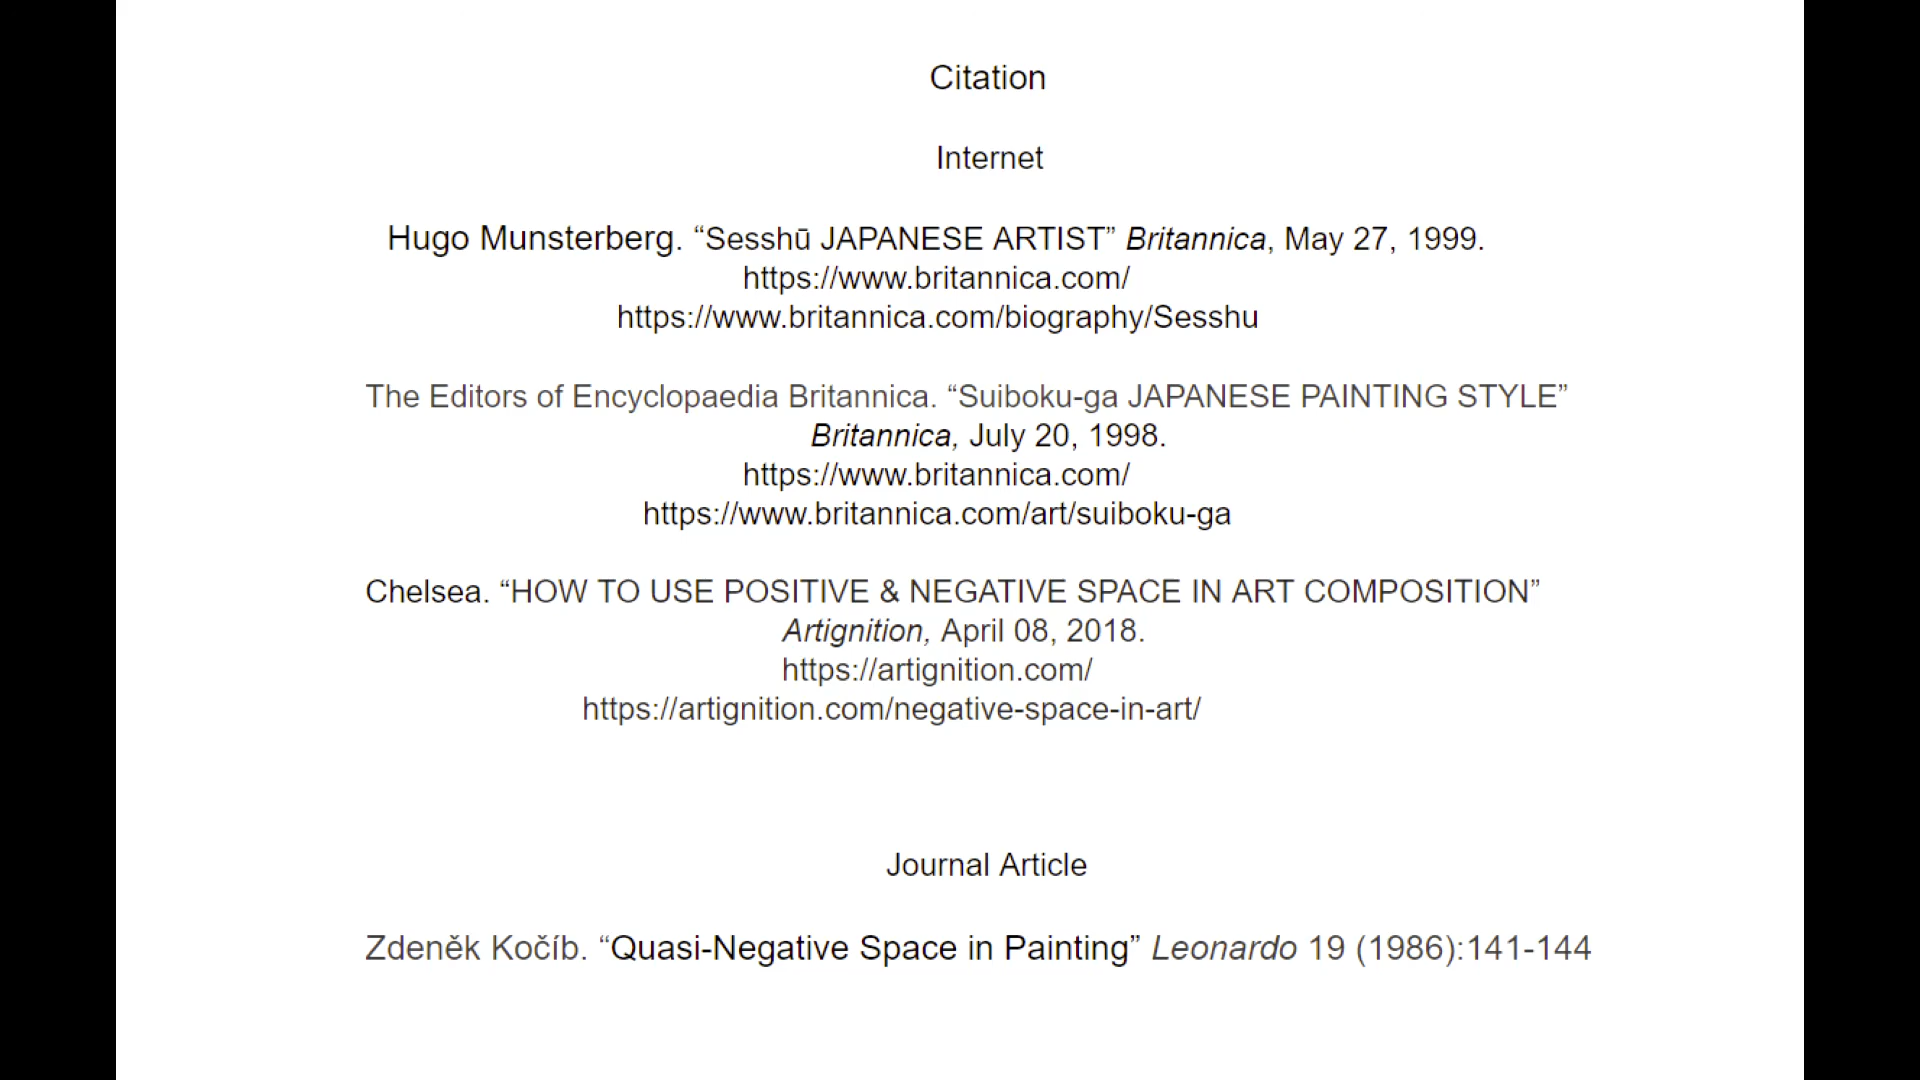 Citation
Internet
Hugo Munsterberg. “Sesshū JAPANESE ARTIST” Britannica, May 27, 1999.
https://www.britannica.com/
https://www.britannica.com/biography/Sesshu
The Editors of Encyclopaedia Britannica. “Suiboku-ga JAPANESE PAINTING STYLE”
Britannica, July 20, 1998.
https://www.britannica.com/
https://www.britannica.com/art/suiboku-ga
Chelsea. “HOW TO USE POSITIVE & NEGATIVE SPACE IN ART COMPOSITION”
Artignition, April 08, 2018.
https://artignition.com/
https://artignition.com/negative-space-in-art/
Journal Article
Zdeněk Kočíb. “Quasi-Negative Space in Painting” Leonardo 19 (1986):141-144